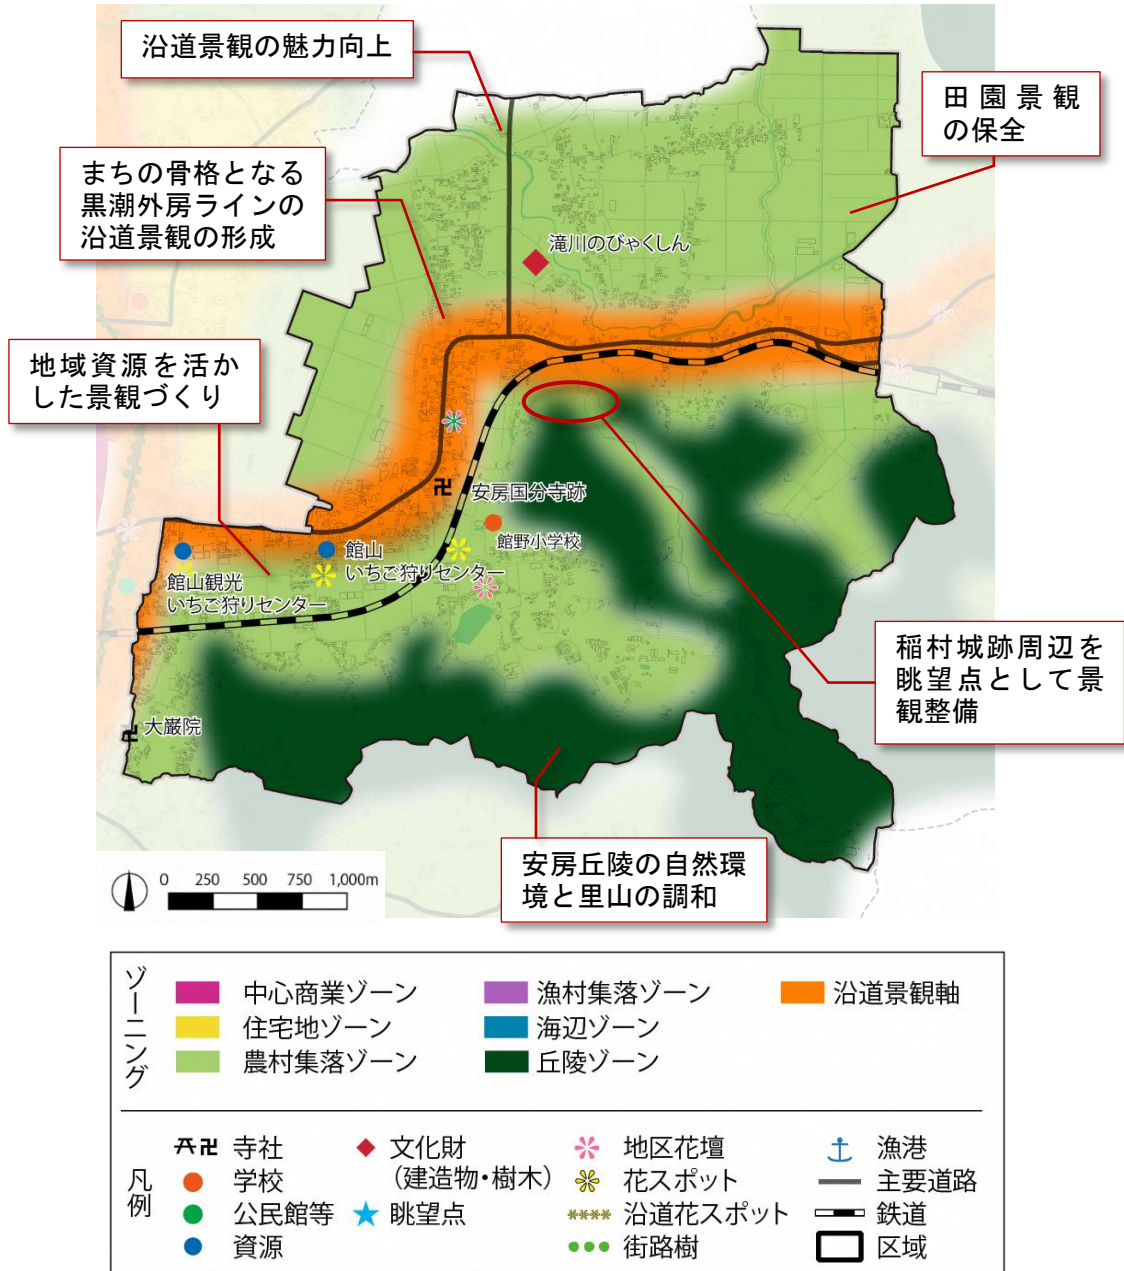 沿道景観の魅力向上
田園景観
の保全
まちの骨格となる
黒潮外房ラインの
沿道景観の形成
滝川のびゃくしん
地域資源を活か
した景観づくり
安房国分寺跡
館野小学校
館山
いちご狩りセンター
館山観光
いちご狩りセンター
稲村城跡周辺を
眺望点として景
観整備
大巌院
安房丘陵の自然環
境と里山の調和
0 250 500 750 1,000m
ゾーニング
中心商業ゾーン
漁村集落ゾーン
沿道景観軸
住宅地ゾーン
海辺ゾーン
農村集落ゾーン
丘陵ゾーン
凡例
寺社
文化財
(建造物・樹木)
地区花壇
漁港
学校
花スポット
主要道路
公民館等
眺望点
沿道花スポット
鉄道
資源
街路樹
区域